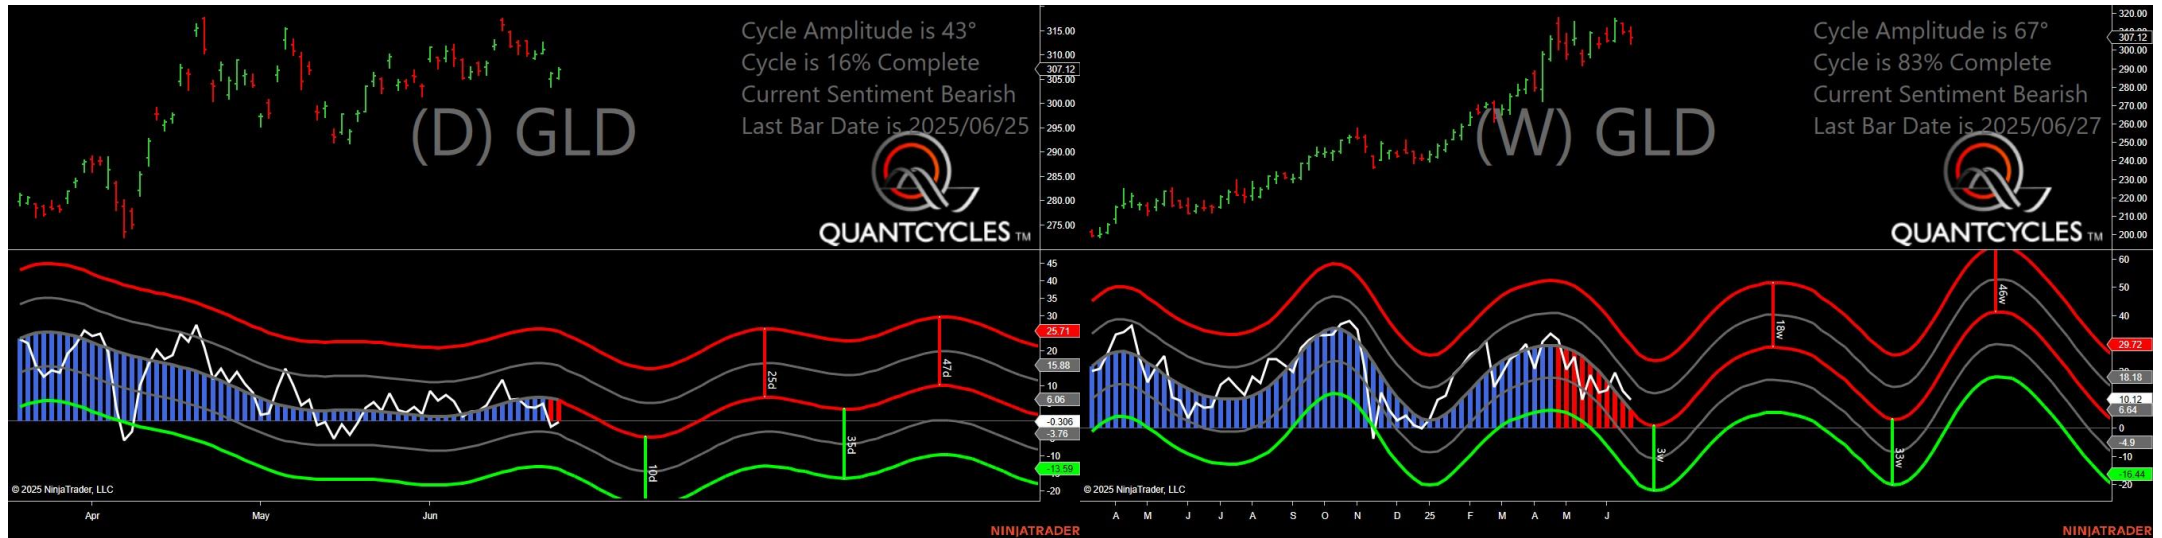 Cycle Amplitude is 43°
Cycle is 16% Complete
Current Sentiment Bearish
Last Bar Date is 2025/06/25
(D) GLD
QUANTCYCLES TM
315.00
310.00
307.12
305.00
300.00
295.00
290.00
285.00
280.00
275.00
45
40
35
30
25.71
20
15.88
10
6.06
-0.306
-3.76
-10
-13.59
-20
10d
25d
35d
47d
© 2025 NinjaTrader, LLC
Apr May Jun
NINJATRADER
Cycle Amplitude is 67°
Cycle is 83% Complete
Current Sentiment Bearish
Last Bar Date is 2025/06/27
(W) GLD
QUANTCYCLES TM
320.00
307.12
300.00
290.00
280.00
270.00
260.00
250.00
240.00
230.00
220.00
210.00
200.00
60
50
40
29.72
18.18
10.12
6.64
0
-4.9
-10
-16.44
-20
3w
18w
33w
46w
© 2025 NinjaTrader, LLC
A M J J A S O N D 25 F M A M J
NINJATRADER